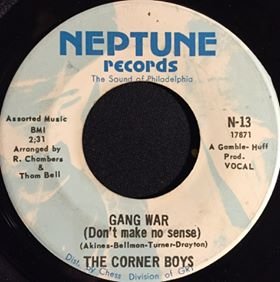 NEPTUNE
records
The Sound of Philadelphia
Assorted Music
BMI
2:31
Arranged by
R. Chambers
&
Thom Bell
N-13
17871
A Gamble-Huff
Prod.
VOCAL
GANG WAR
(Don't make no sense)
(Akines-Bellmon-Turner-Drayton)
THE CORNER BOYS
Dist. by Chess Division of GRT